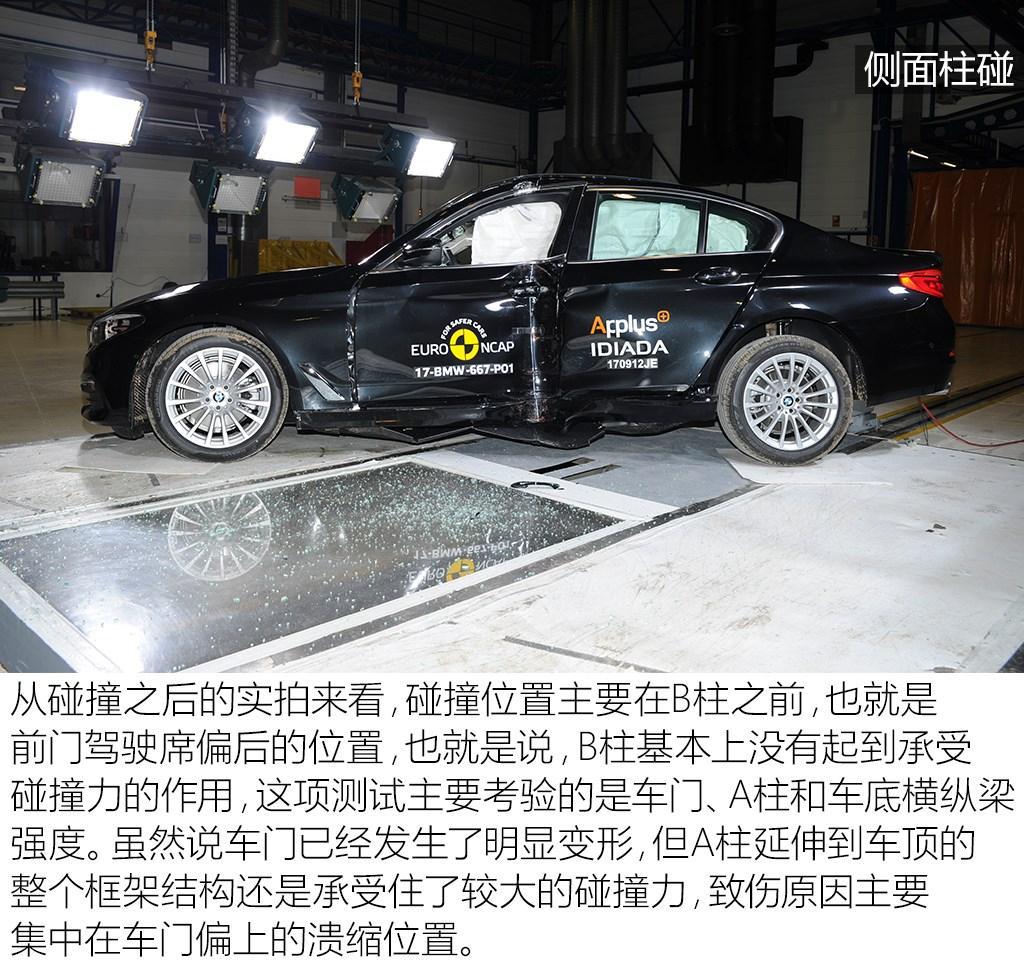 侧面柱碰
FOR SAFER CARS
EURO NCAP
17-BMW-667-P01
Applus+
IDIADA
170912JE
17-BMW-667-P01
EURO NCAP
从碰撞之后的实拍来看,碰撞位置主要在B柱之前,也就是
前门驾驶席偏后的位置,也就是说,B柱基本上没有起到承受
碰撞力的作用,这项测试主要考验的是车门、A柱和车底横纵梁
强度。虽然说车门已经发生了明显变形,但A柱延伸到车顶的
整个框架结构还是承受住了较大的碰撞力,致伤原因主要
集中在车门偏上的溃缩位置。